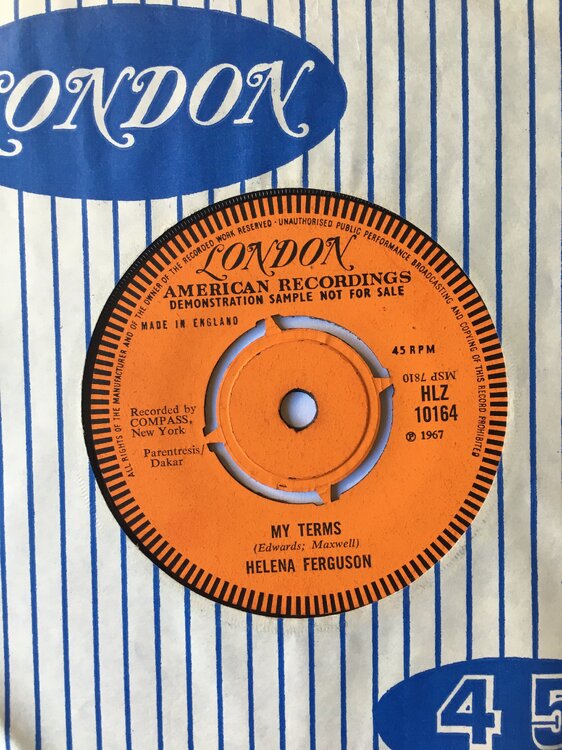 LONDON
ALL RIGHTS OF THE MANUFACTURER AND OF THE OWNER OF THE RECORDED WORK RESERVED · UNAUTHORISED PUBLIC PERFORMANCE BROADCASTING AND COPYING OF THIS RECORD PROHIBITED
LONDON
AMERICAN RECORDINGS
DEMONSTRATION SAMPLE NOT FOR SALE
MADE IN ENGLAND
45 RPM
MSP 7810
HLZ
10164
Ⓟ 1967
Recorded by
COMPASS,
New York
Parentresis/
Dakar
MY TERMS
(Edwards; Maxwell)
HELENA FERGUSON
45